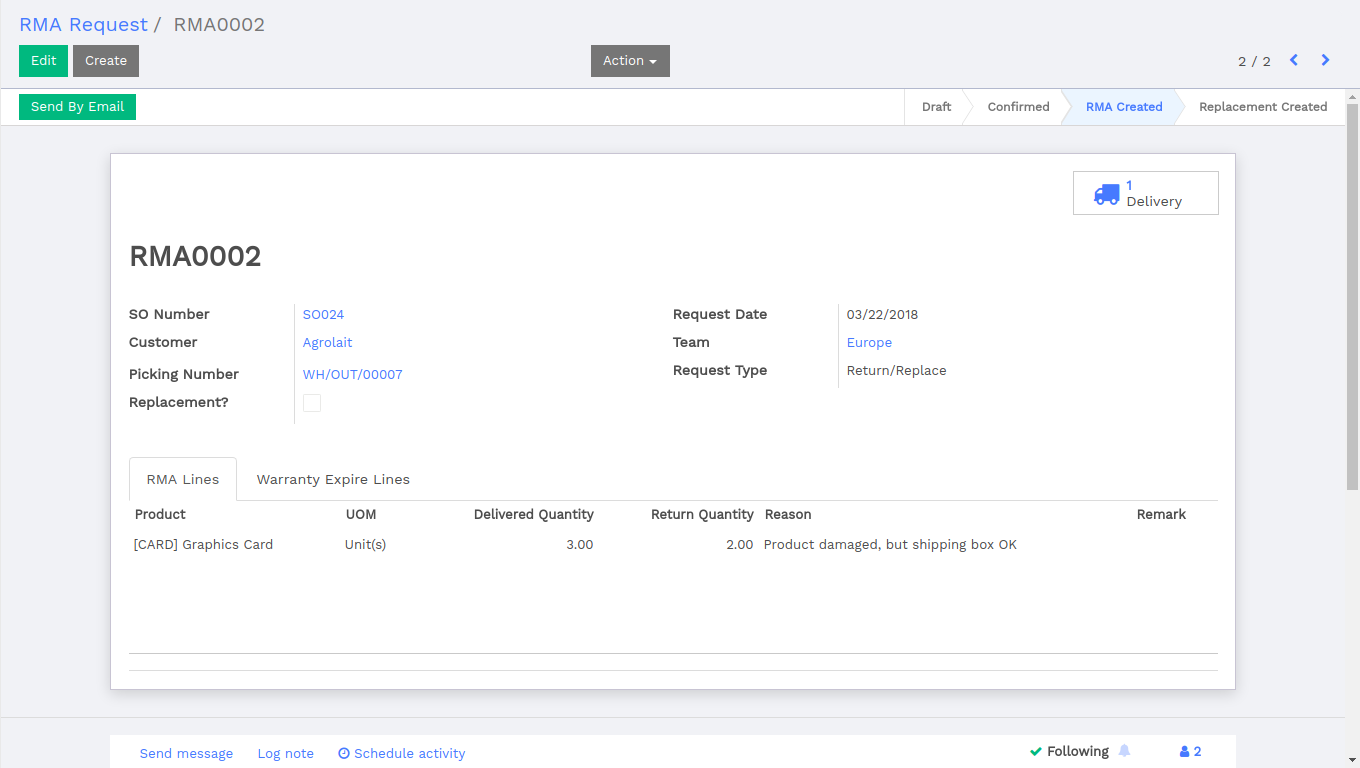 RMA Request / RMA0002
Edit Create Action 2 / 2
Send By Email Draft Confirmed RMA Created Replacement Created
1
Delivery
RMA0002
SO Number SO024 Request Date 03/22/2018
Customer Agrolait Team Europe
Picking Number WH/OUT/00007 Request Type Return/Replace
Replacement?
RMA Lines Warranty Expire Lines
Product UOM Delivered Quantity Return Quantity Reason Remark
[CARD] Graphics Card Unit(s) 3.00 2.00 Product damaged, but shipping box OK
Send message Log note Schedule activity Following 2